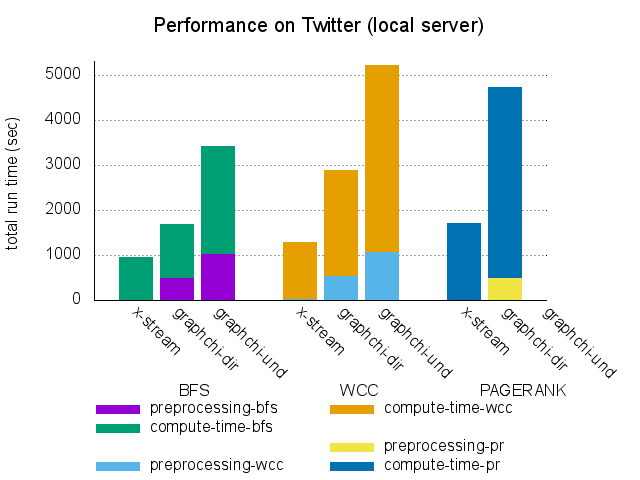 Performance on Twitter (local server)
total run time (sec)
5000
4000
3000
2000
1000
0
x-stream
graphchi-dir
graphchi-und
x-stream
graphchi-dir
graphchi-und
x-stream
graphchi-dir
graphchi-und
BFS WCC PAGERANK
preprocessing-bfs compute-time-wcc
compute-time-bfs
preprocessing-pr
preprocessing-wcc compute-time-pr